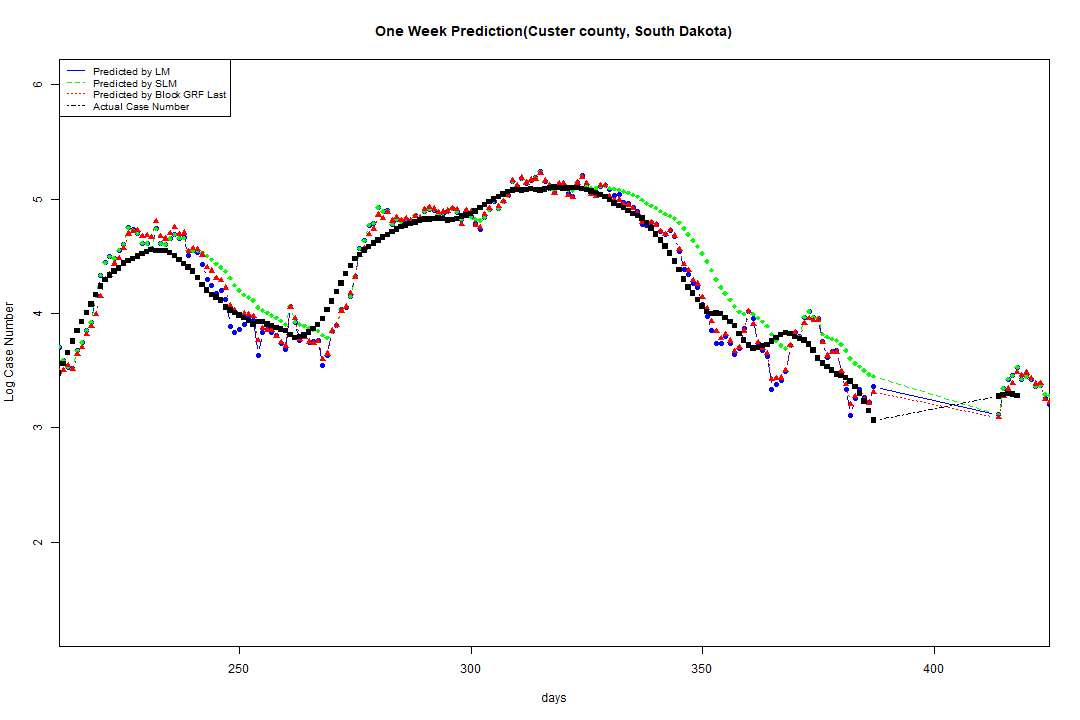 One Week Prediction(Custer county, South Dakota)
Predicted by LM
Predicted by SLM
Predicted by Block GRF Last
Actual Case Number
6
5
4
3
2
Log Case Number
250
300
350
400
days